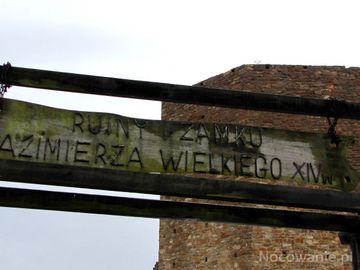 RUINY ZAMKU
KAZIMIERZA WIELKIEGO XIVW.
Nocowanie.pl